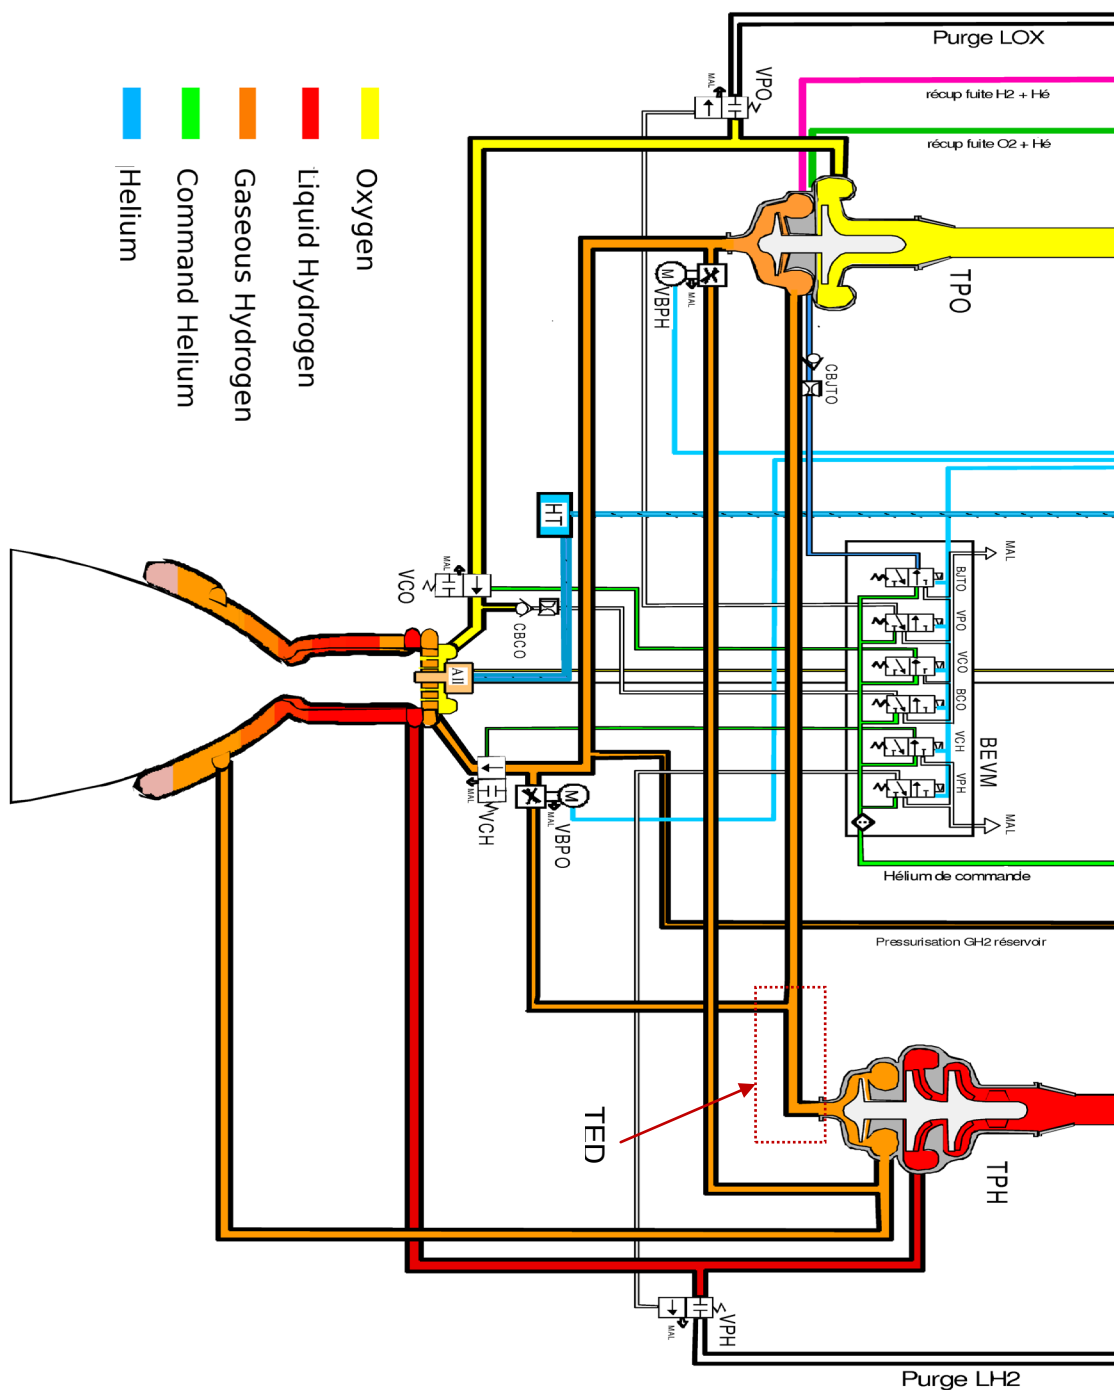 Purge LOX
MAL
VPO
récup fuite H2 + Hé
récup fuite O2 + Hé
TPO
M
MAL
VBPH
CBJTO
Oxygen
Liquid Hydrogen
Gaseous Hydrogen
Command Helium
Helium
HT
MAL
VCO
CBCO
All
MAL
BJTO
VPO
VCO
BCO
VCH
VPH
MAL
BEVM
MAL
VCH
M
MAL
VBPO
Hélium de commande
Pressurisation GH2 réservoir
TED
TPH
MAL
VPH
Purge LH2